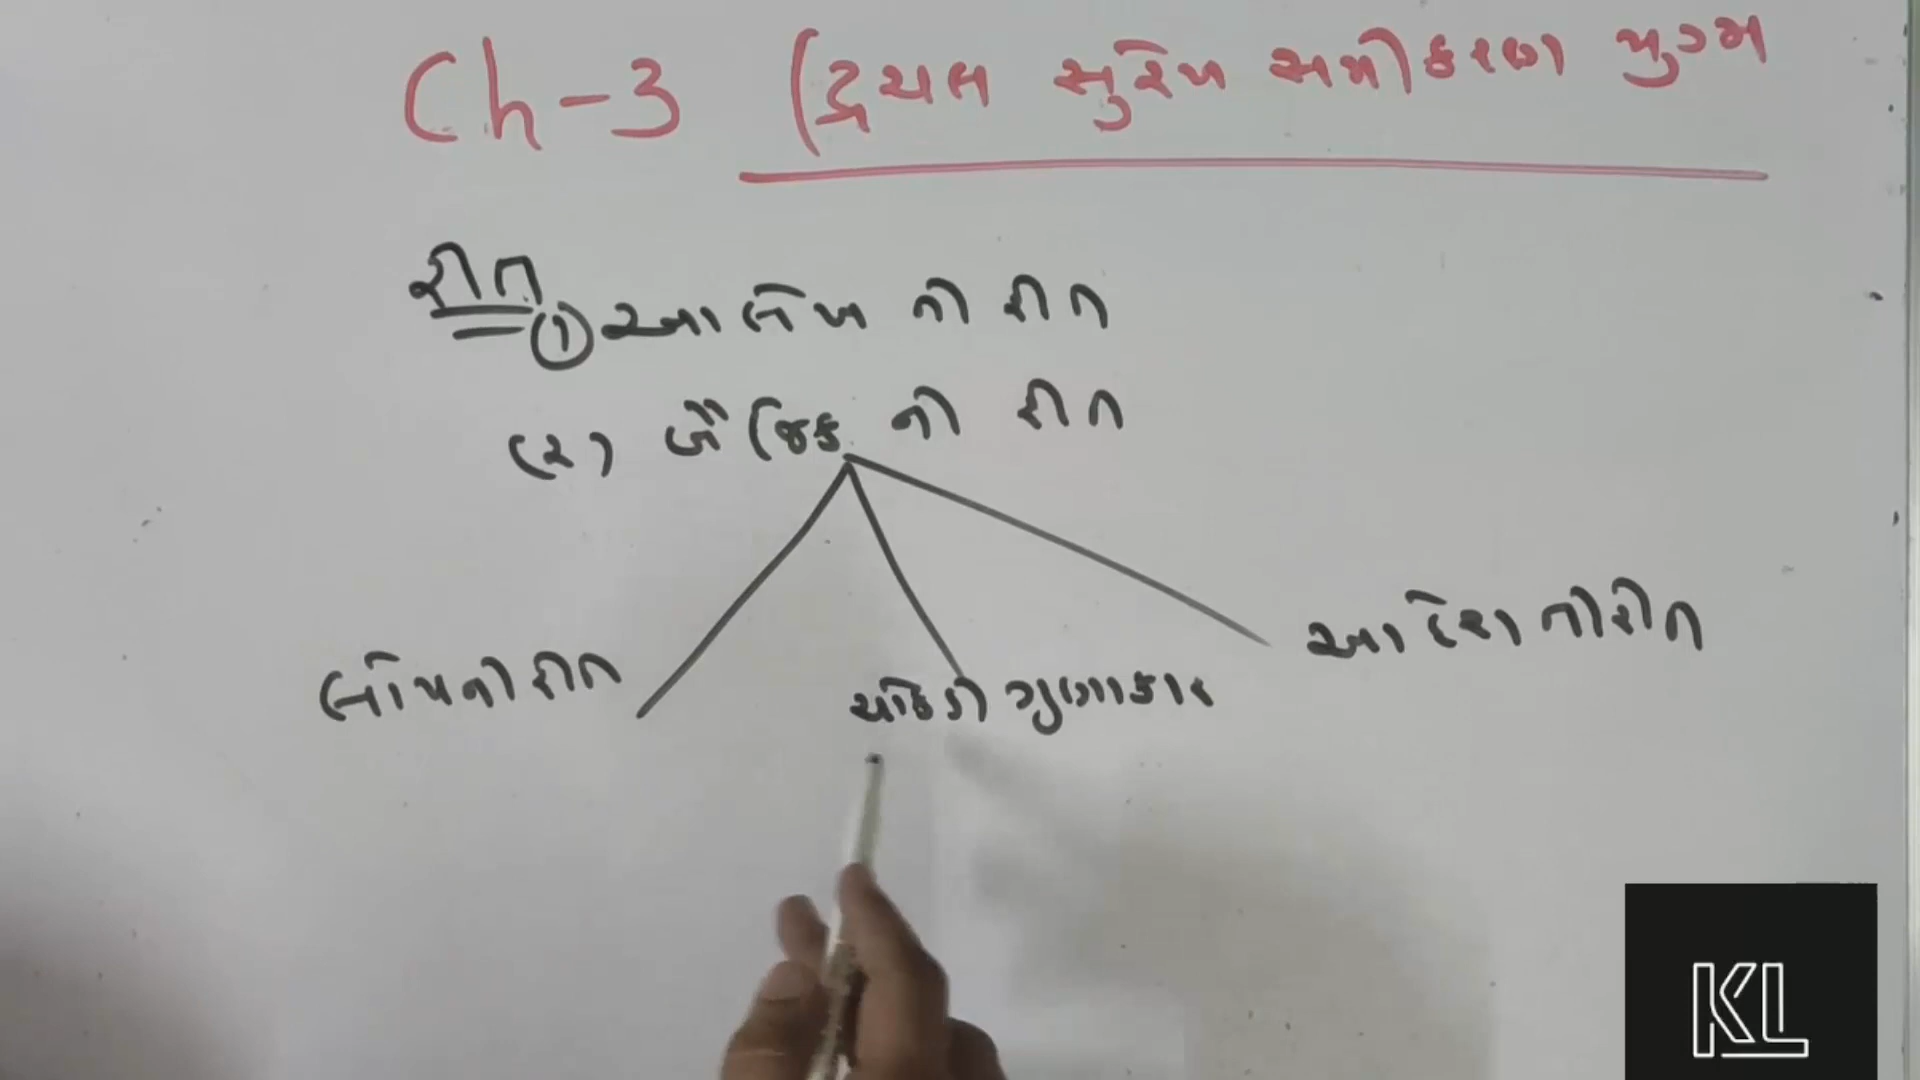 Ch-3 (દ્વિચલ સુરેખ સમીકરણ યુગ્મ
રીત
① આલેખ ની રીત
(૨) બૈજિક ની રીત
લોપની રીત
ચોકડી ગુણાકાર
આદેશ ની રીત
KL